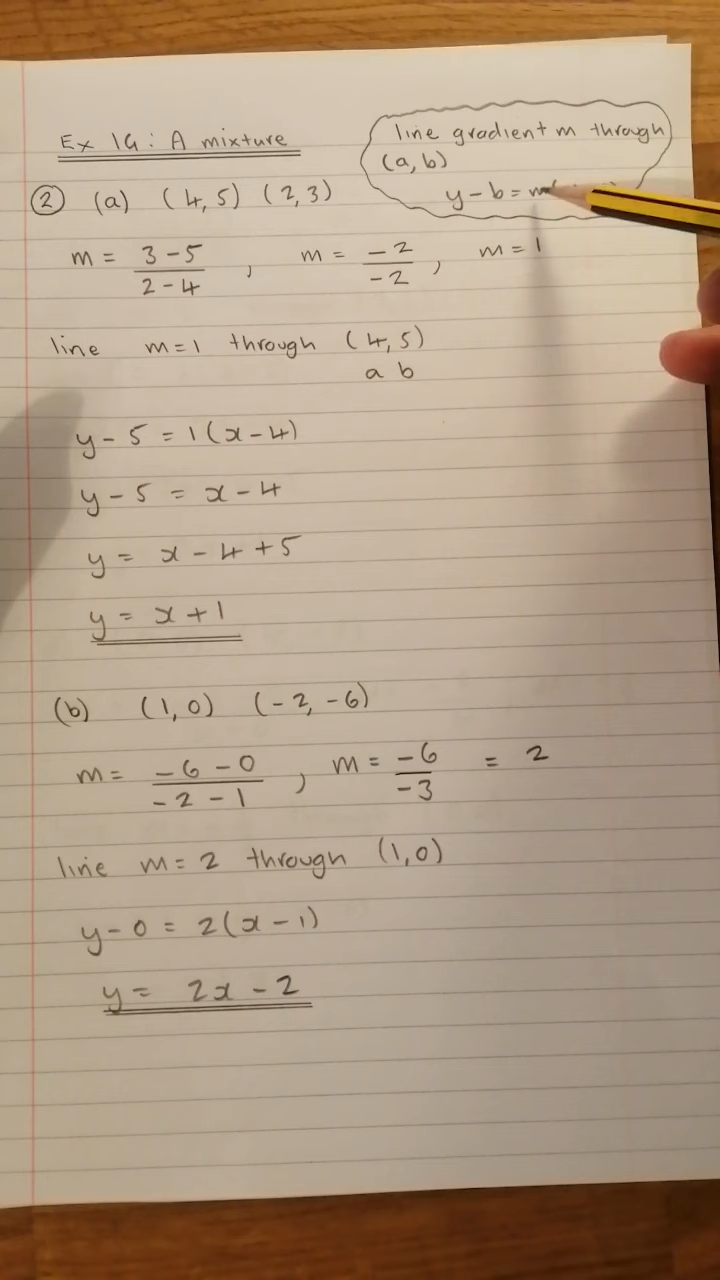 Ex 1G: A mixture
line gradient m through
(a, b)
y - b = m(
② (a) (4, 5) (2, 3)
m = 3 - 5 / 2 - 4 , m = -2 / -2 , m = 1
line m = 1 through (4, 5)
a b
y - 5 = 1(x - 4)
y - 5 = x - 4
y = x - 4 + 5
y = x + 1
(b) (1, 0) (-2, -6)
m = -6 - 0 / -2 - 1 , m = -6 / -3 = 2
line m = 2 through (1, 0)
y - 0 = 2(x - 1)
y = 2x - 2